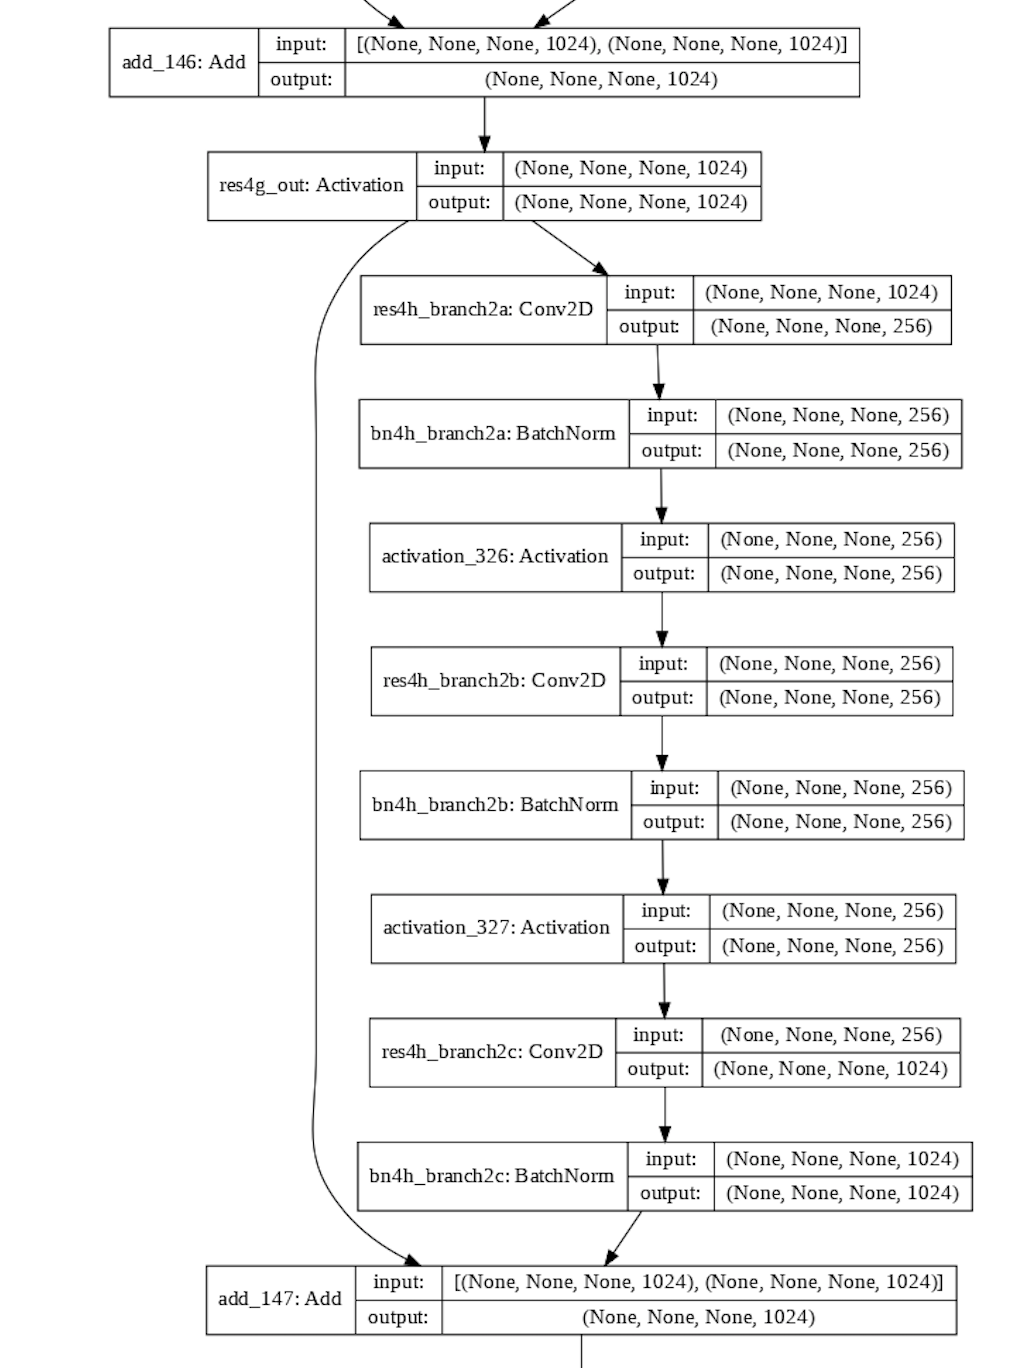 add_146: Add
input: [(None, None, None, 1024), (None, None, None, 1024)]
output: (None, None, None, 1024)
res4g_out: Activation
input: (None, None, None, 1024)
output: (None, None, None, 1024)
res4h_branch2a: Conv2D
input: (None, None, None, 1024)
output: (None, None, None, 256)
bn4h_branch2a: BatchNorm
input: (None, None, None, 256)
output: (None, None, None, 256)
activation_326: Activation
input: (None, None, None, 256)
output: (None, None, None, 256)
res4h_branch2b: Conv2D
input: (None, None, None, 256)
output: (None, None, None, 256)
bn4h_branch2b: BatchNorm
input: (None, None, None, 256)
output: (None, None, None, 256)
activation_327: Activation
input: (None, None, None, 256)
output: (None, None, None, 256)
res4h_branch2c: Conv2D
input: (None, None, None, 256)
output: (None, None, None, 1024)
bn4h_branch2c: BatchNorm
input: (None, None, None, 1024)
output: (None, None, None, 1024)
add_147: Add
input: [(None, None, None, 1024), (None, None, None, 1024)]
output: (None, None, None, 1024)